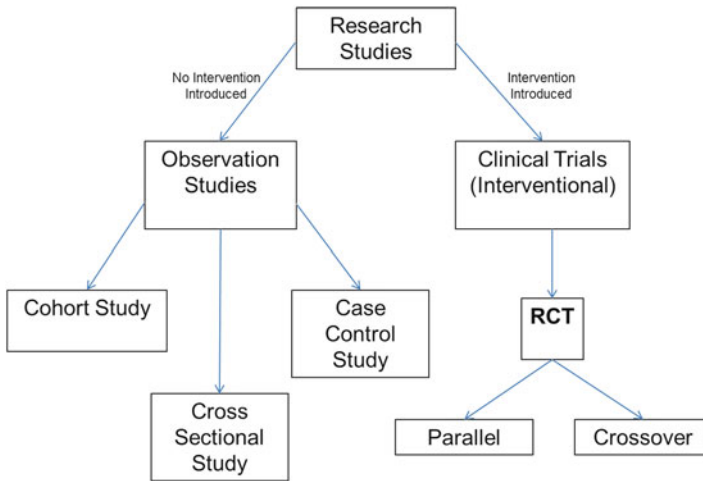 Research
Studies
No Intervention
Introduced
Intervention
Introduced
Observation
Studies
Clinical Trials
(Interventional)
Cohort Study
Case
Control
Study
RCT
Cross
Sectional
Study
Parallel
Crossover